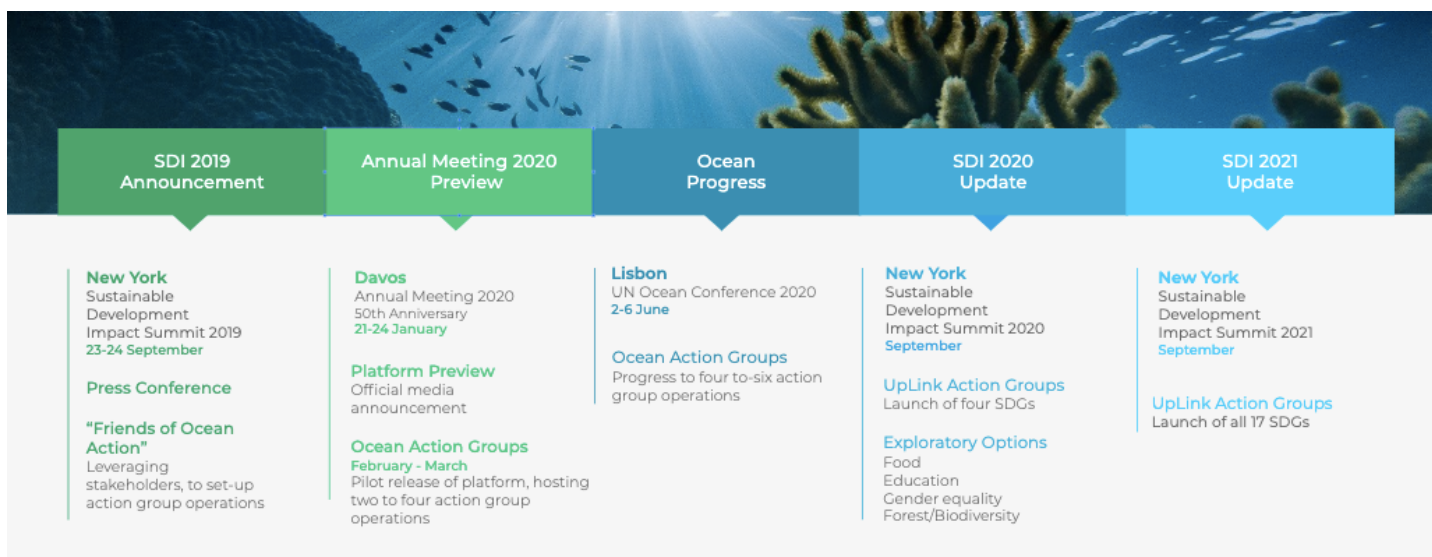 SDI 2019
Announcement
Annual Meeting 2020
Preview
Ocean
Progress
SDI 2020
Update
SDI 2021
Update
New York
Sustainable
Development
Impact Summit 2019
23-24 September
Press Conference
“Friends of Ocean
Action”
Leveraging
stakeholders, to set-up
action group operations
Davos
Annual Meeting 2020
50th Anniversary
21-24 January
Platform Preview
Official media
announcement
Ocean Action Groups
February - March
Pilot release of platform, hosting
two to four action group
operations
Lisbon
UN Ocean Conference 2020
2-6 June
Ocean Action Groups
Progress to four to-six action
group operations
New York
Sustainable
Development
Impact Summit 2020
September
UpLink Action Groups
Launch of four SDGs
Exploratory Options
Food
Education
Gender equality
Forest/Biodiversity
New York
Sustainable
Development
Impact Summit 2021
September
UpLink Action Groups
Launch of all 17 SDGs